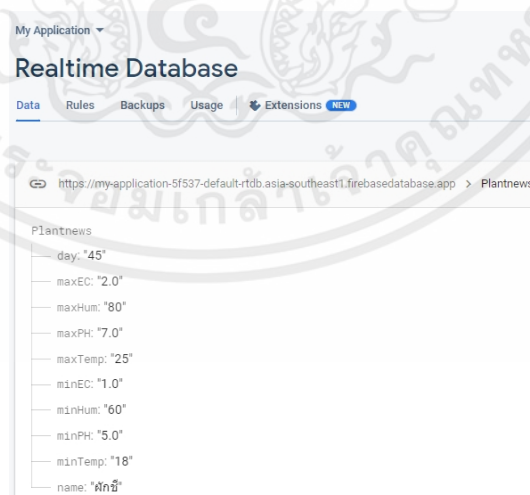 My Application
Realtime Database
Data Rules Backups Usage Extensions NEW
https://my-application-5f537-default-rtdb.asia-southeast1.firebasedatabase.app > Plantnews
Plantnews
day: "45"
maxEC: "2.0"
maxHum: "80"
maxPH: "7.0"
maxTemp: "25"
minEC: "1.0"
minHum: "60"
minPH: "5.0"
minTemp: "18"
name: "ผักชี"